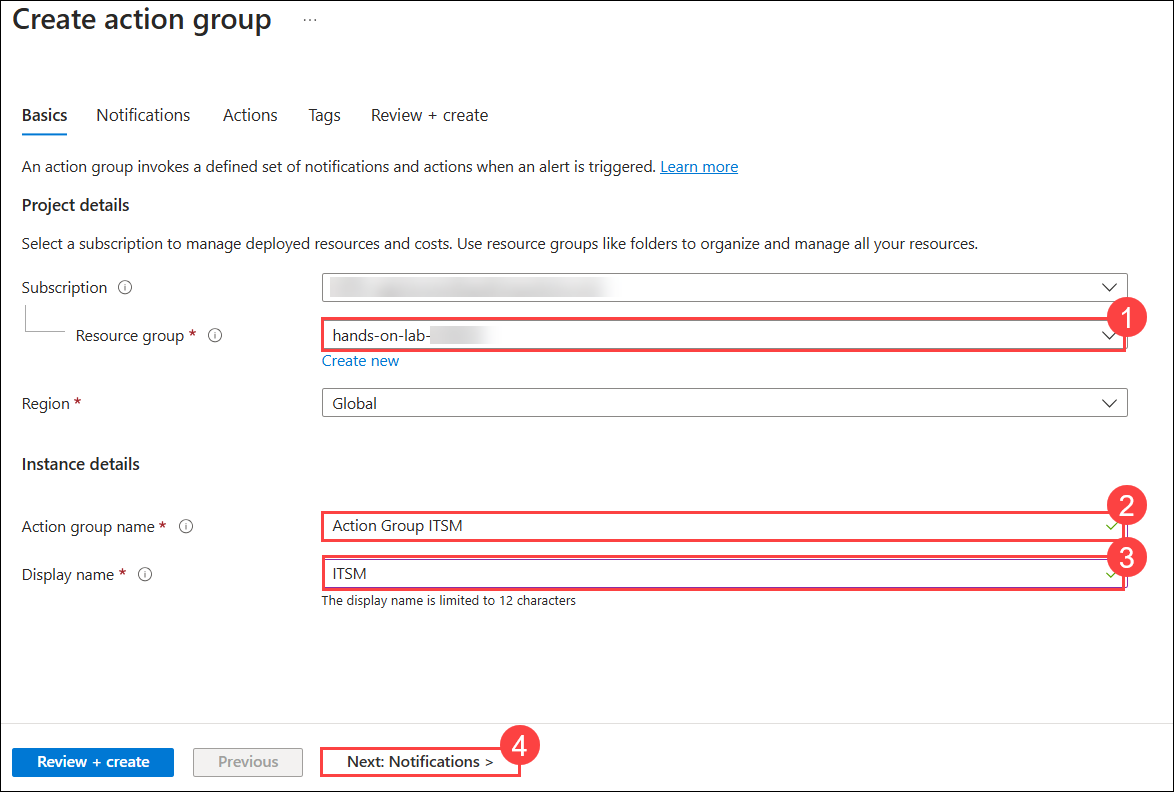 Create action group ...
Basics Notifications Actions Tags Review + create
An action group invokes a defined set of notifications and actions when an alert is triggered. Learn more
Project details
Select a subscription to manage deployed resources and costs. Use resource groups like folders to organize and manage all your resources.
Subscription
1
Resource group * hands-on-lab-
Create new
Region * Global
Instance details
2
Action group name * Action Group ITSM
3
Display name * ITSM
The display name is limited to 12 characters
4
Review + create Previous Next: Notifications >